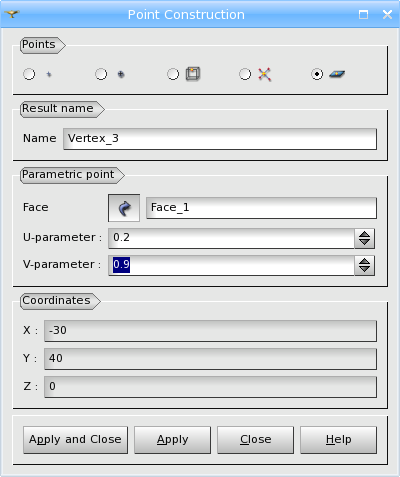 Point Construction
Points
Result name
Name Vertex_3
Parametric point
Face Face_1
U-parameter : 0.2
V-parameter : 0.9
Coordinates
X : -30
Y : 40
Z : 0
Apply and Close Apply Close Help